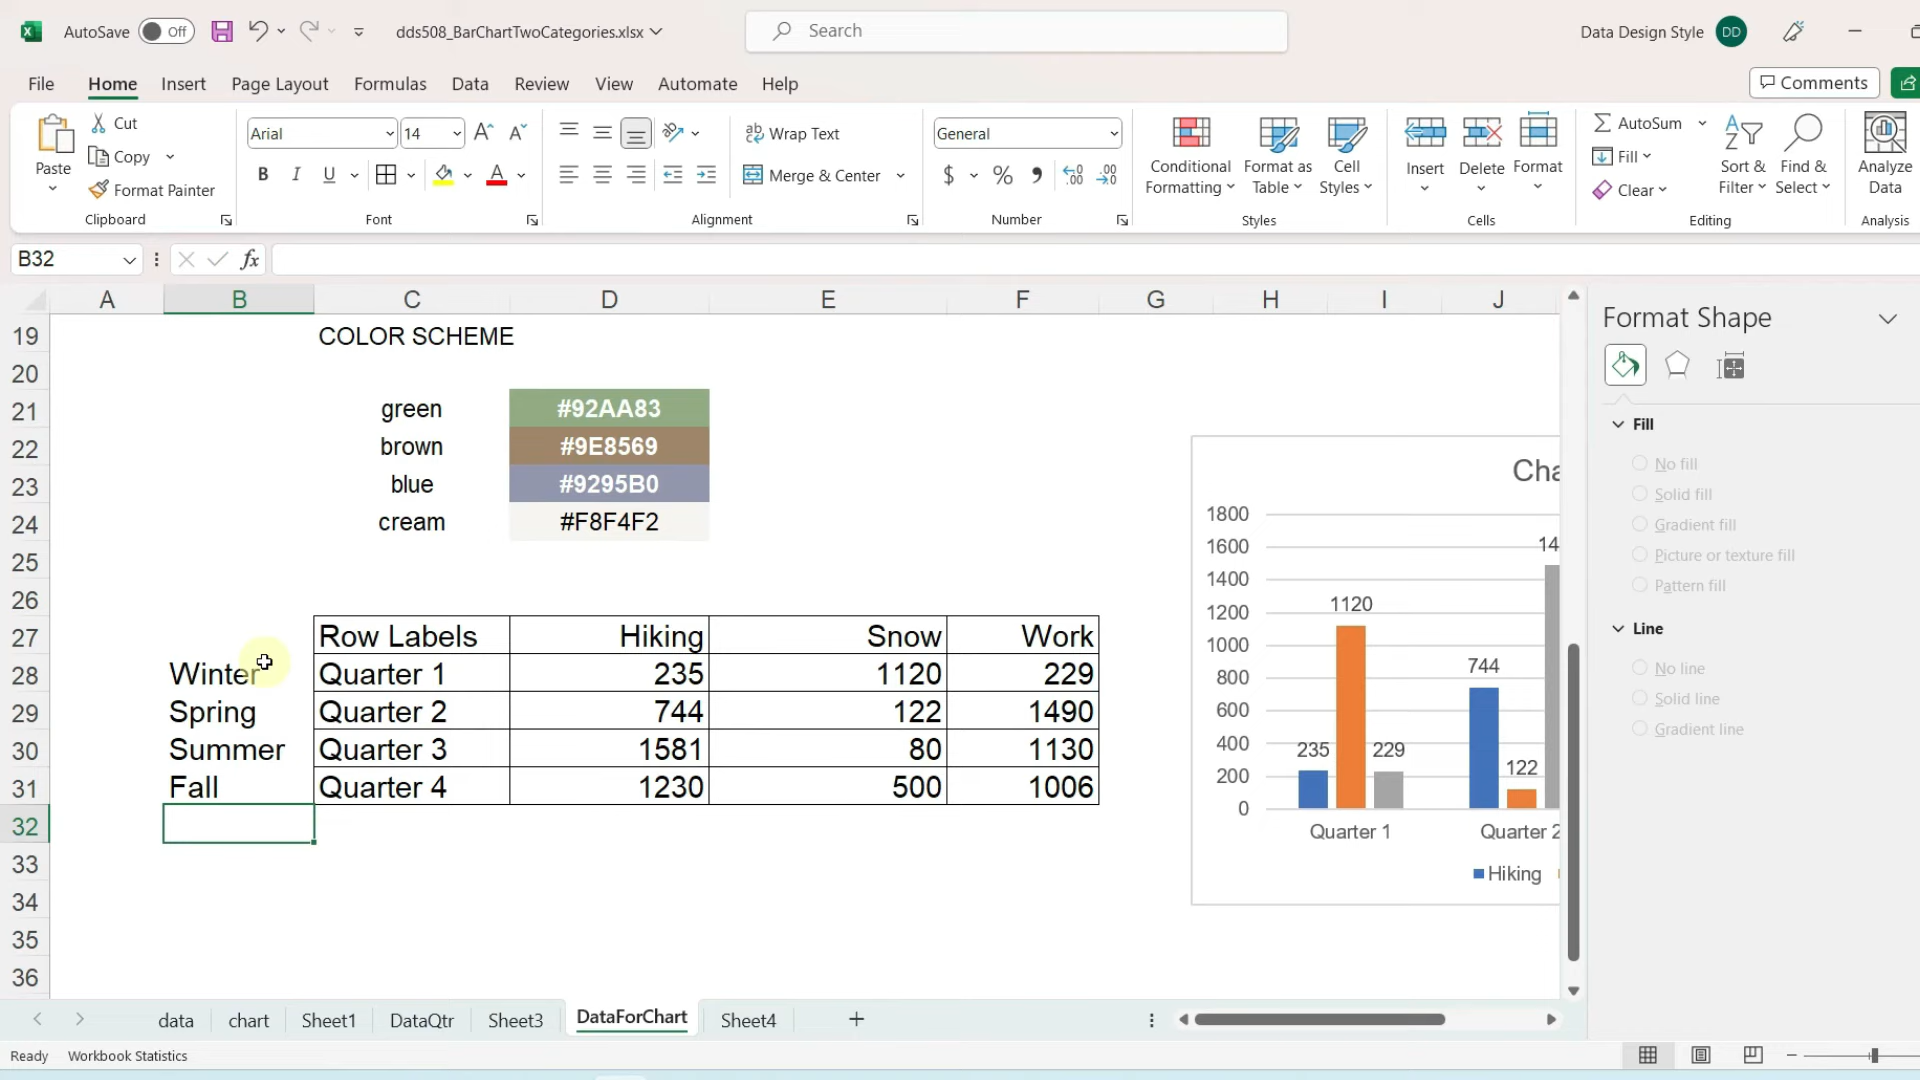 AutoSave Off dds508_BarChartTwoCategories.xlsx Search Data Design Style DD
File Home Insert Page Layout Formulas Data Review View Automate Help Comments
Paste Cut Copy Format Painter Clipboard
Arial 14 B I U A Font
Wrap Text Merge & Center Alignment
General $ % Number
Conditional Formatting Format as Table Cell Styles Styles
Insert Delete Format Cells
AutoSum Fill Clear Sort & Filter Find & Select Editing
Analyze Data Analysis
B32 fx
A B C D E F G H I J
19 COLOR SCHEME
20
21 green #92AA83
22 brown #9E8569
23 blue #9295B0
24 cream #F8F4F2
25
26
27 Row Labels Hiking Snow Work
28 Winter Quarter 1 235 1120 229
29 Spring Quarter 2 744 122 1490
30 Summer Quarter 3 1581 80 1130
31 Fall Quarter 4 1230 500 1006
32
33
34
35
36
Cha
1800
1600
1400
1200
1000
800
600
400
200
0
235 1120 229 744 122 14
Quarter 1 Quarter 2
Hiking
Format Shape
Fill
No fill
Solid fill
Gradient fill
Picture or texture fill
Pattern fill
Line
No line
Solid line
Gradient line
data chart Sheet1 DataQtr Sheet3 DataForChart Sheet4
Ready Workbook Statistics